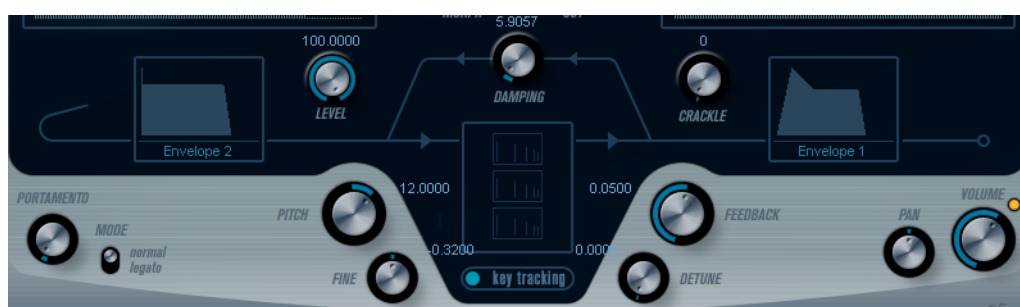 5.9057
100.0000
0
DAMPING
LEVEL
CRACKLE
Envelope 2
Envelope 1
12.0000
0.0500
PORTAMENTO
VOLUME
PITCH
FEEDBACK
PAN
MODE
normal
legato
-0.3200
0.0000
FINE
key tracking
DETUNE